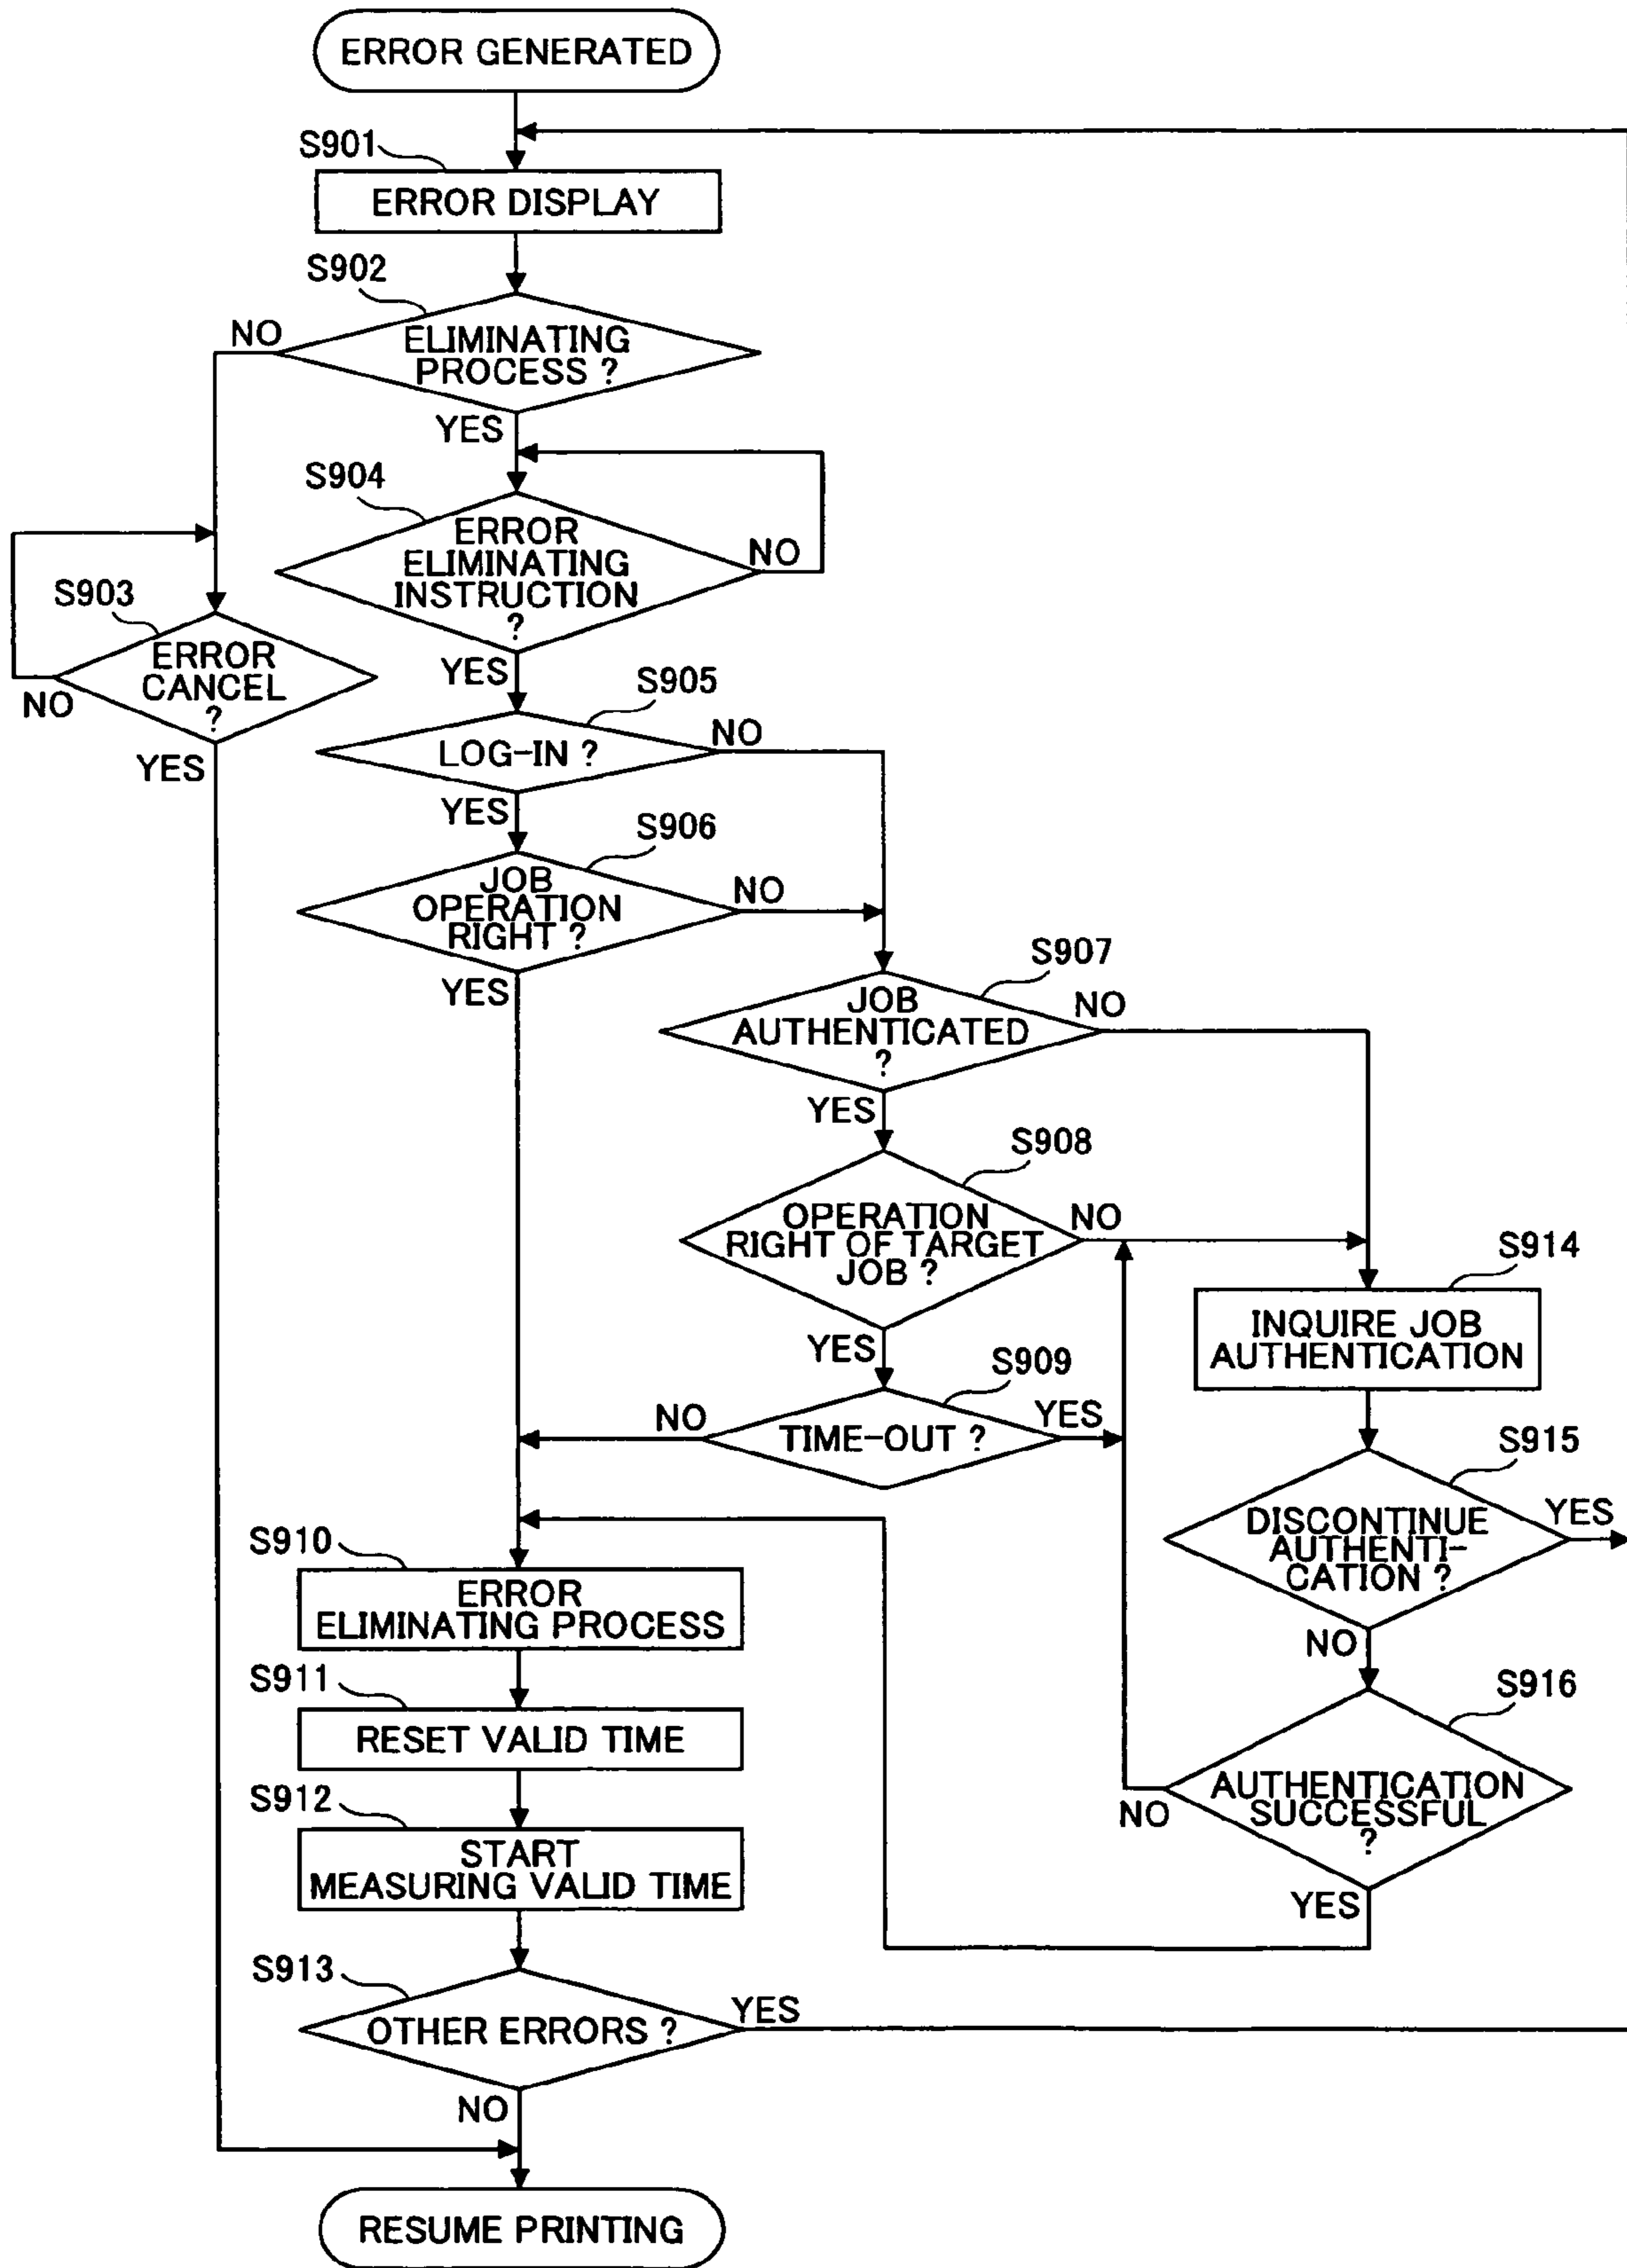 ERROR GENERATED
S901
ERROR DISPLAY
S902
NO
ELIMINATING
PROCESS ?
YES
S904
ERROR
ELIMINATING
INSTRUCTION
?
NO
S903
ERROR
CANCEL
?
NO
YES
YES
S905
LOG-IN ?
NO
YES
S906
JOB
OPERATION
RIGHT ?
NO
YES
S907
JOB
AUTHENTICATED
?
NO
YES
S908
OPERATION
RIGHT OF TARGET
JOB ?
NO
YES
S914
INQUIRE JOB
AUTHENTICATION
S909
NO
TIME-OUT ?
YES
S915
DISCONTINUE
AUTHENTI-
CATION ?
YES
NO
S910
ERROR
ELIMINATING PROCESS
S911
RESET VALID TIME
S916
AUTHENTICATION
SUCCESSFUL
?
NO
YES
S912
START
MEASURING VALID TIME
S913
OTHER ERRORS ?
YES
NO
RESUME PRINTING